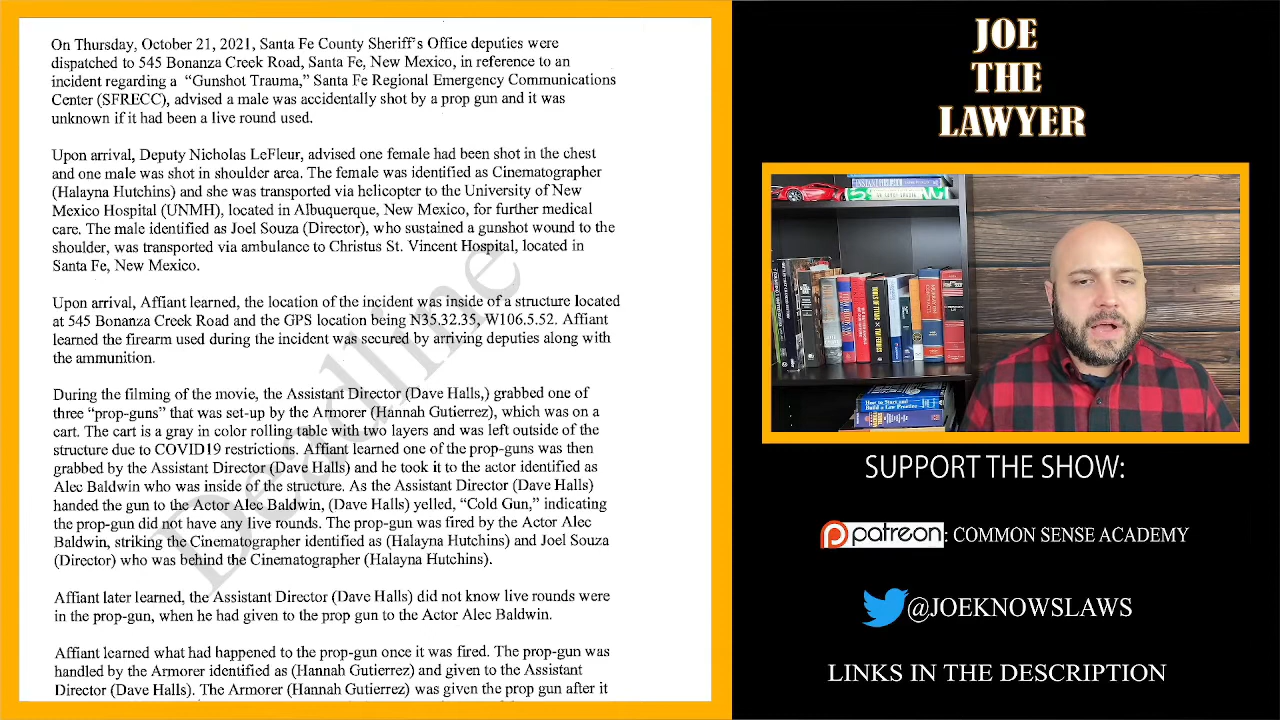 On Thursday, October 21, 2021, Santa Fe County Sheriff's Office deputies were
dispatched to 545 Bonanza Creek Road, Santa Fe, New Mexico, in reference to an
incident regarding a "Gunshot Trauma," Santa Fe Regional Emergency Communications
Center (SFRECC), advised a male was accidentally shot by a prop gun and it was
unknown if it had been a live round used.
Upon arrival, Deputy Nicholas LeFleur, advised one female had been shot in the chest
and one male was shot in shoulder area. The female was identified as Cinematographer
(Halayna Hutchins) and she was transported via helicopter to the University of New
Mexico Hospital (UNMH), located in Albuquerque, New Mexico, for further medical
care. The male identified as Joel Souza (Director), who sustained a gunshot wound to the
shoulder, was transported via ambulance to Christus St. Vincent Hospital, located in
Santa Fe, New Mexico.
Upon arrival, Affiant learned, the location of the incident was inside of a structure located
at 545 Bonanza Creek Road and the GPS location being N35.32.35, W106.5.52. Affiant
learned the firearm used during the incident was secured by arriving deputies along with
the ammunition.
During the filming of the movie, the Assistant Director (Dave Halls,) grabbed one of
three "prop-guns" that was set-up by the Armorer (Hannah Gutierrez), which was on a
cart. The cart is a gray in color rolling table with two layers and was left outside of the
structure due to COVID19 restrictions. Affiant learned one of the prop-guns was then
grabbed by the Assistant Director (Dave Halls) and he took it to the actor identified as
Alec Baldwin who was inside of the structure. As the Assistant Director (Dave Halls)
handed the gun to the Actor Alec Baldwin, (Dave Halls) yelled, "Cold Gun," indicating
the prop-gun did not have any live rounds. The prop-gun was fired by the Actor Alec
Baldwin, striking the Cinematographer identified as (Halayna Hutchins) and Joel Souza
(Director) who was behind the Cinematographer (Halayna Hutchins).
Affiant later learned, the Assistant Director (Dave Halls) did not know live rounds were
in the prop-gun, when he had given to the prop gun to the Actor Alec Baldwin.
Affiant learned what had happened to the prop-gun once it was fired. The prop-gun was
handled by the Armorer identified as (Hannah Gutierrez) and given to the Assistant
Director (Dave Halls). The Armorer (Hannah Gutierrez) was given the prop gun after it
Deadline
JOE
THE
LAWYER
How to Start and
Build a Law Practice
SUPPORT THE SHOW:
patreon: COMMON SENSE ACADEMY
@JOEKNOWSLAWS
LINKS IN THE DESCRIPTION